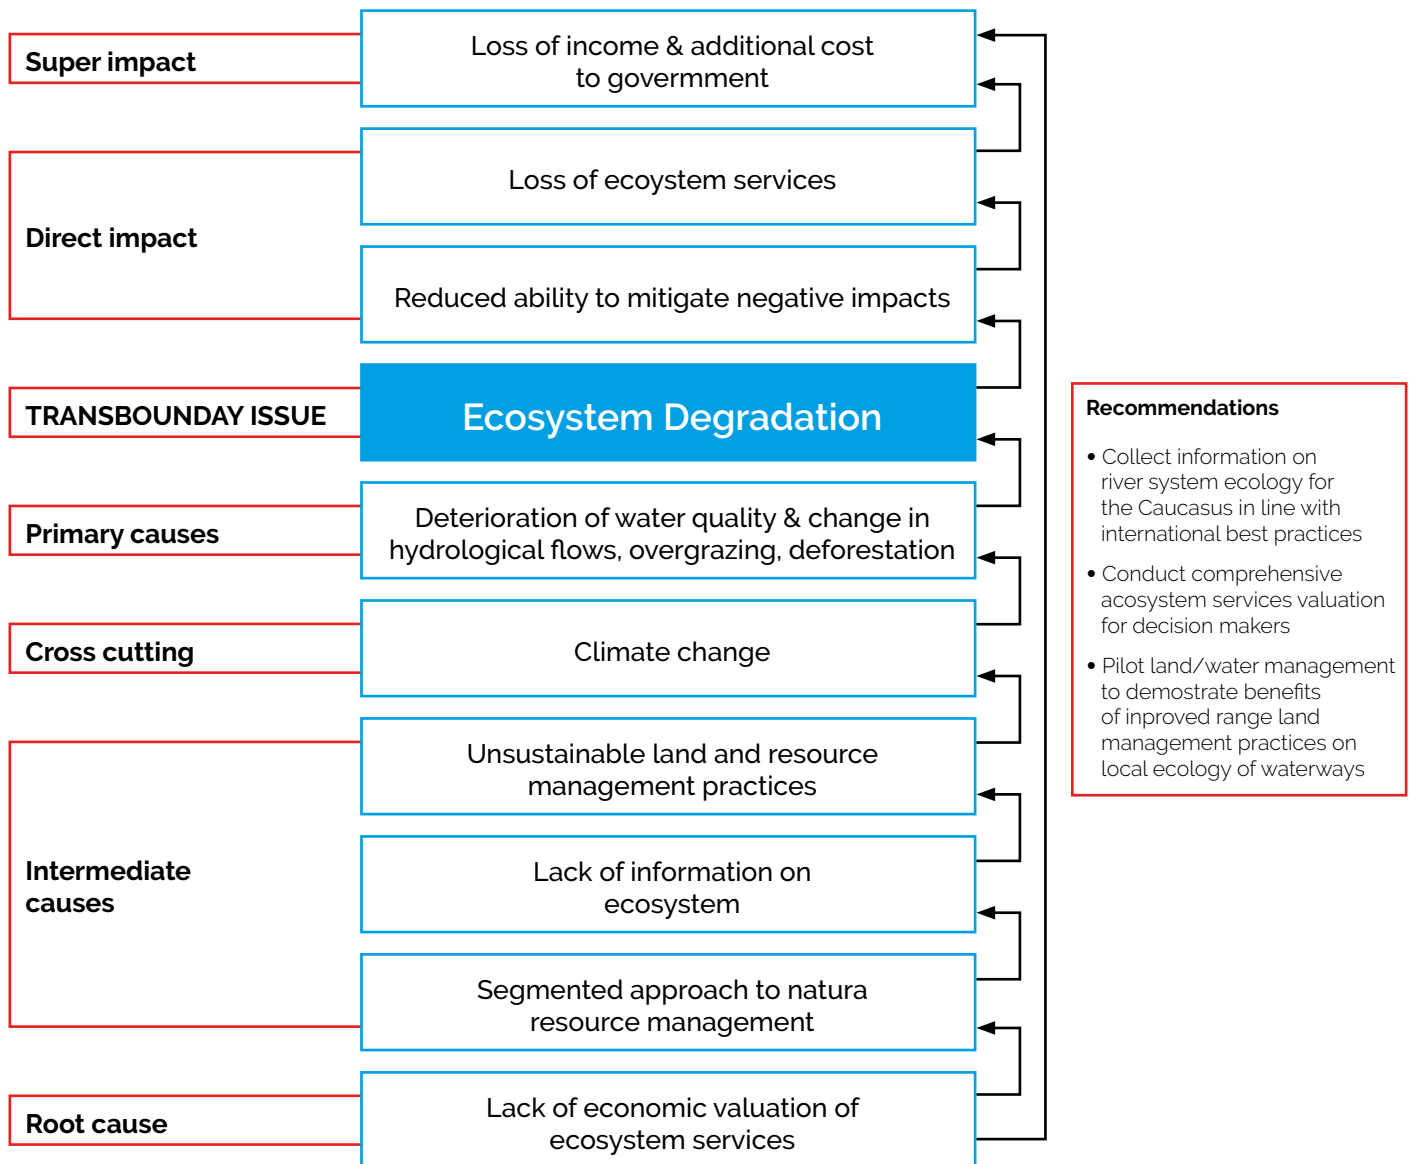 Super impact
Loss of income & additional cost
to govermment
Direct impact
Loss of ecoystem services
Reduced ability to mitigate negative impacts
TRANSBOUNDAY ISSUE
Ecosystem Degradation
Primary causes
Deterioration of water quality & change in
hydrological flows, overgrazing, deforestation
Cross cutting
Climate change
Intermediate
causes
Unsustainable land and resource
management practices
Lack of information on
ecosystem
Segmented approach to natura
resource management
Root cause
Lack of economic valuation of
ecosystem services
Recommendations
• Collect information on
river system ecology for
the Caucasus in line with
international best practices
• Conduct comprehensive
acosystem services valuation
for decision makers
• Pilot land/water management
to demostrate benefits
of inproved range land
management practices on
local ecology of waterways